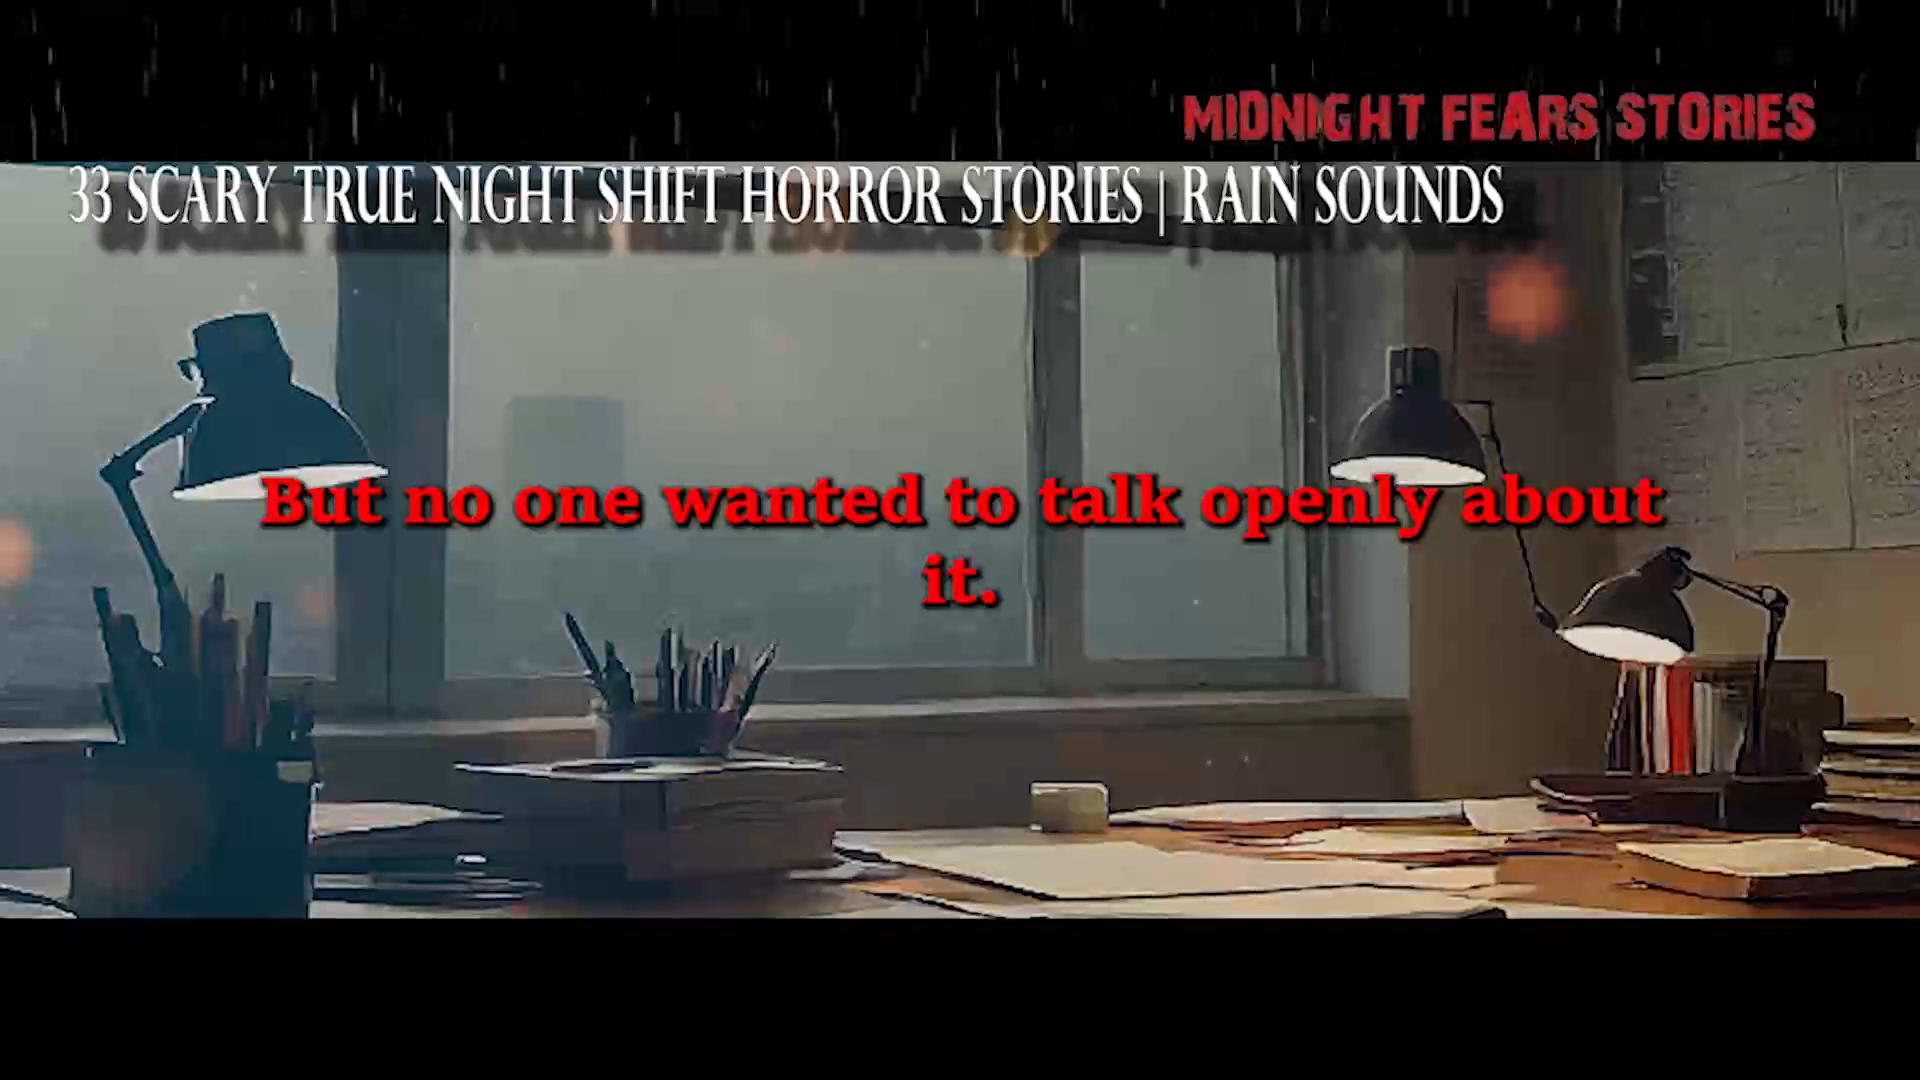 MIDNIGHT FEARS STORIES
33 SCARY TRUE NIGHT SHIFT HORROR STORIES | RAIN SOUNDS
But no one wanted to talk openly about
it.